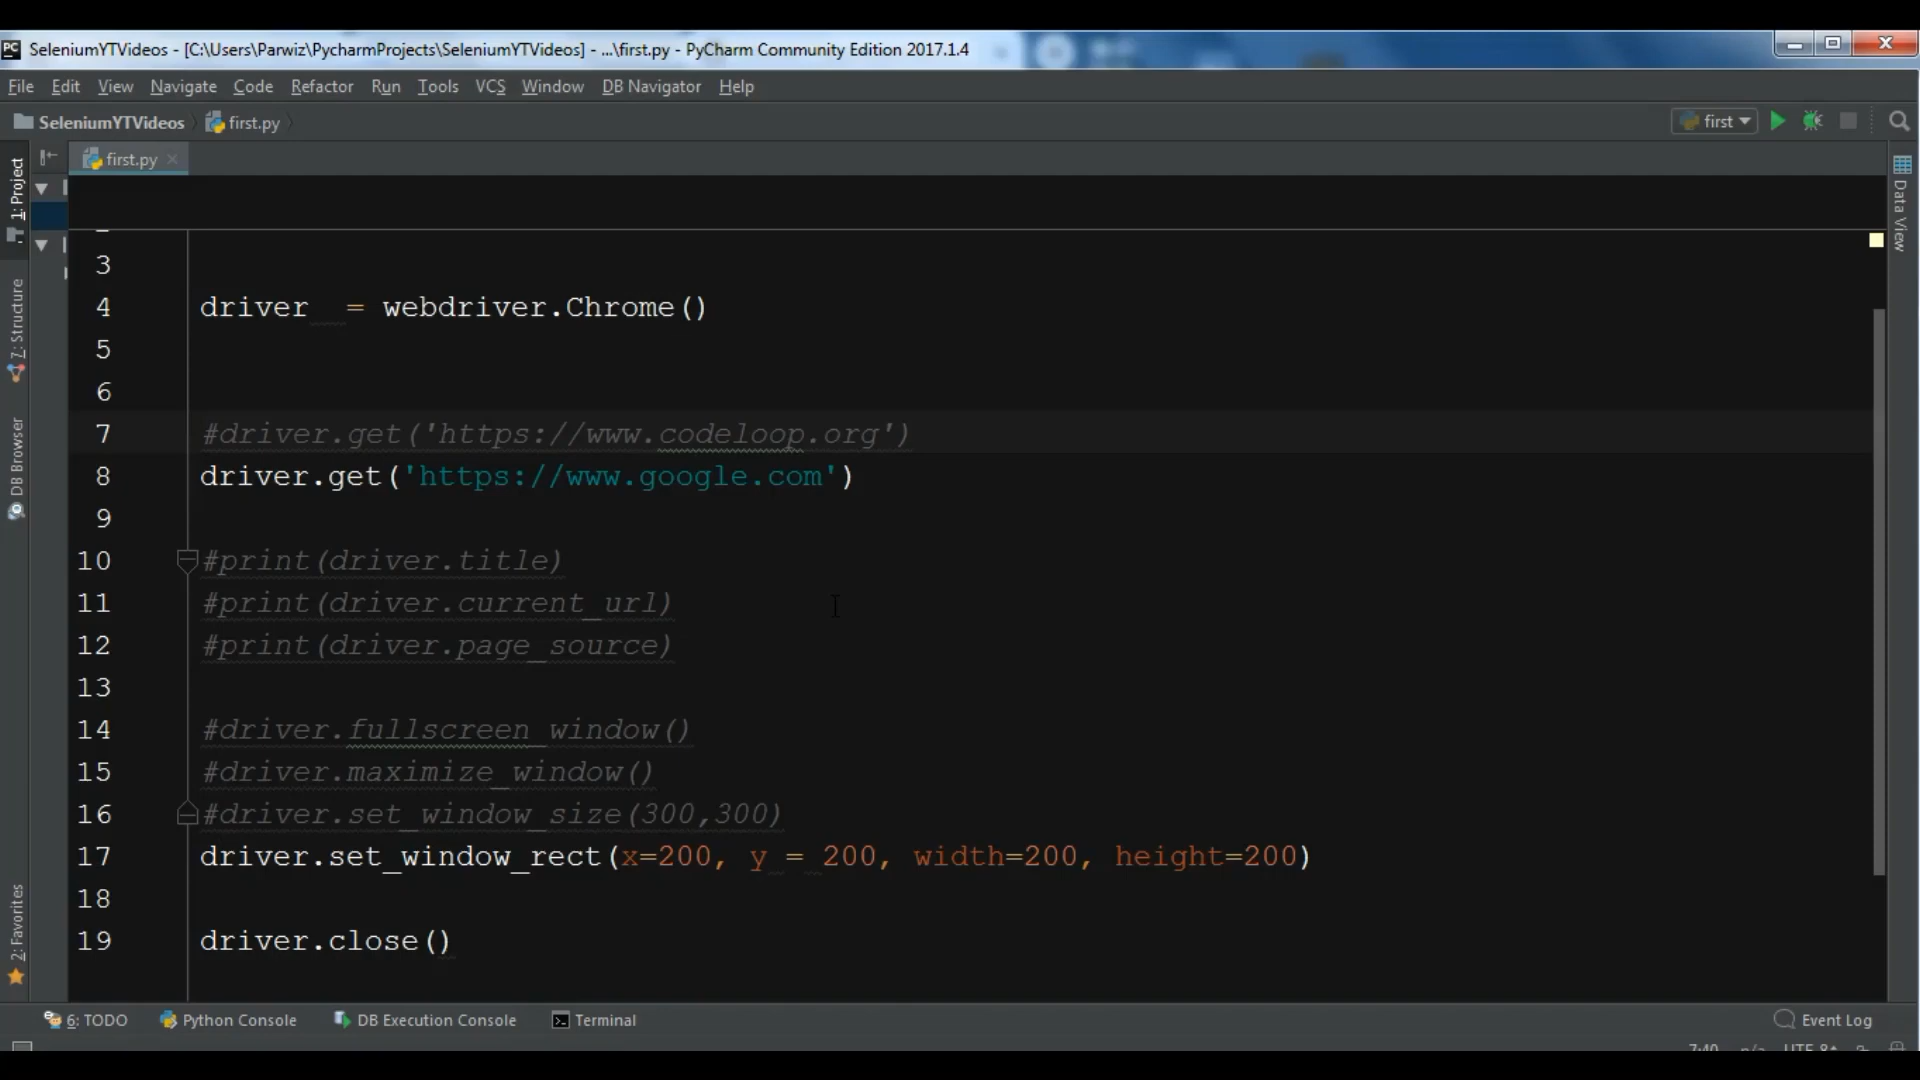 SeleniumYTVideos - [C:\Users\Parwiz\PycharmProjects\SeleniumYTVideos] - ...\first.py - PyCharm Community Edition 2017.1.4
File Edit View Navigate Code Refactor Run Tools VCS Window DB Navigator Help
SeleniumYTVideos first.py first
first.py
1: Project
7: Structure
DB Browser
2: Favorites
Data View
3
4 driver  = webdriver.Chrome()
5
6
7 #driver.get('https://www.codeloop.org')
8 driver.get('https://www.google.com')
9
10 #print(driver.title)
11 #print(driver.current_url)
12 #print(driver.page_source)
13
14 #driver.fullscreen_window()
15 #driver.maximize_window()
16 #driver.set_window_size(300,300)
17 driver.set_window_rect(x=200, y = 200, width=200, height=200)
18
19 driver.close()
6: TODO Python Console DB Execution Console Terminal Event Log